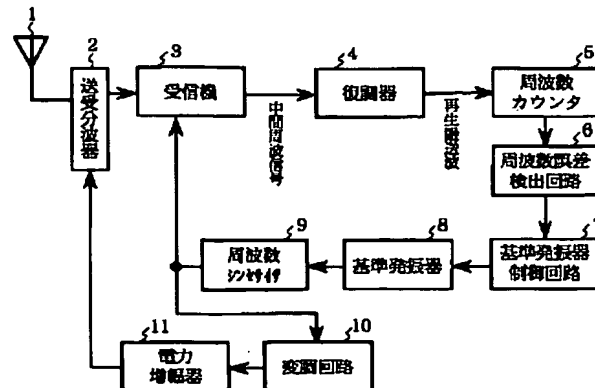 1
2
送受分波器
3
受信機
中間周波信号
4
復調器
再生搬送波
5
周波数
カウンタ
6
周波数誤差
検出回路
7
基準発振器
制御回路
8
基準発振器
9
周波数
シンセサイザ
10
変調回路
11
電力
増幅器